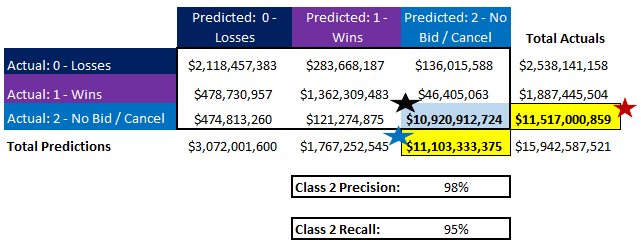 Predicted: 0 - Losses Predicted: 1 - Wins Predicted: 2 - No Bid / Cancel Total Actuals
Actual: 0 - Losses $2,118,457,383 $283,668,187 $136,015,588 $2,538,141,158
Actual: 1 - Wins $478,730,957 $1,362,309,483 $46,405,063 $1,887,445,504
Actual: 2 - No Bid / Cancel $474,813,260 $121,274,875 $10,920,912,724 $11,517,000,859
Total Predictions $3,072,001,600 $1,767,252,545 $11,103,333,375 $15,942,587,521
Class 2 Precision: 98%
Class 2 Recall: 95%